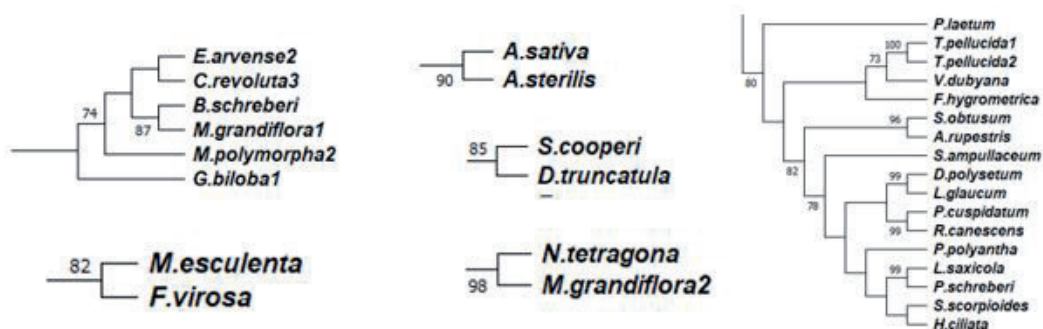 E.arvense2
C.revoluta3
74
B.schreberi
87
M.grandiflora1
M.polymorpha2
G.biloba1
82
M.esculenta
F.virosa
A.sativa
90
A.sterilis
85
S.cooperi
D.truncatula
N.tetragona
98
M.grandiflora2
P.laetum
100
T.pellucida1
73
T.pellucida2
80
V.dubyana
F.hygrometrica
96
S.obtusum
A.rupestris
82
S.ampullaceum
99
D.polysetum
78
L.glaucum
P.cuspidatum
99
R.canescens
P.polyantha
99
L.saxicola
P.schreberi
S.scorpioides
H.ciliata